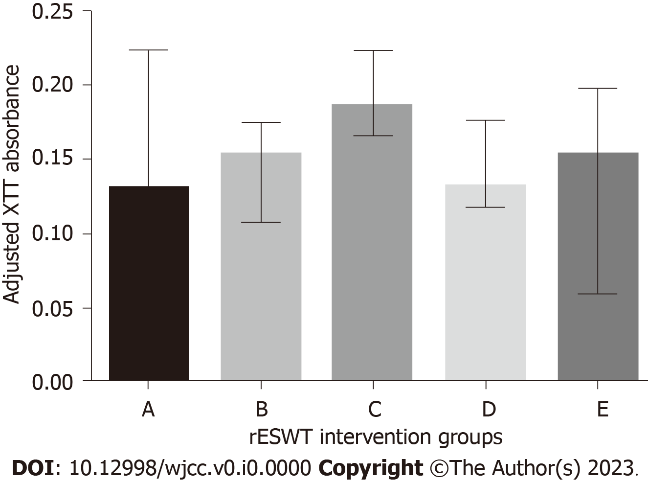 0.25
0.20
0.15
0.10
0.05
0.00
Adjusted XTT absorbance
A B C D E
rESWT intervention groups
DOI: 10.12998/wjcc.v0.i0.0000 Copyright ©The Author(s) 2023.